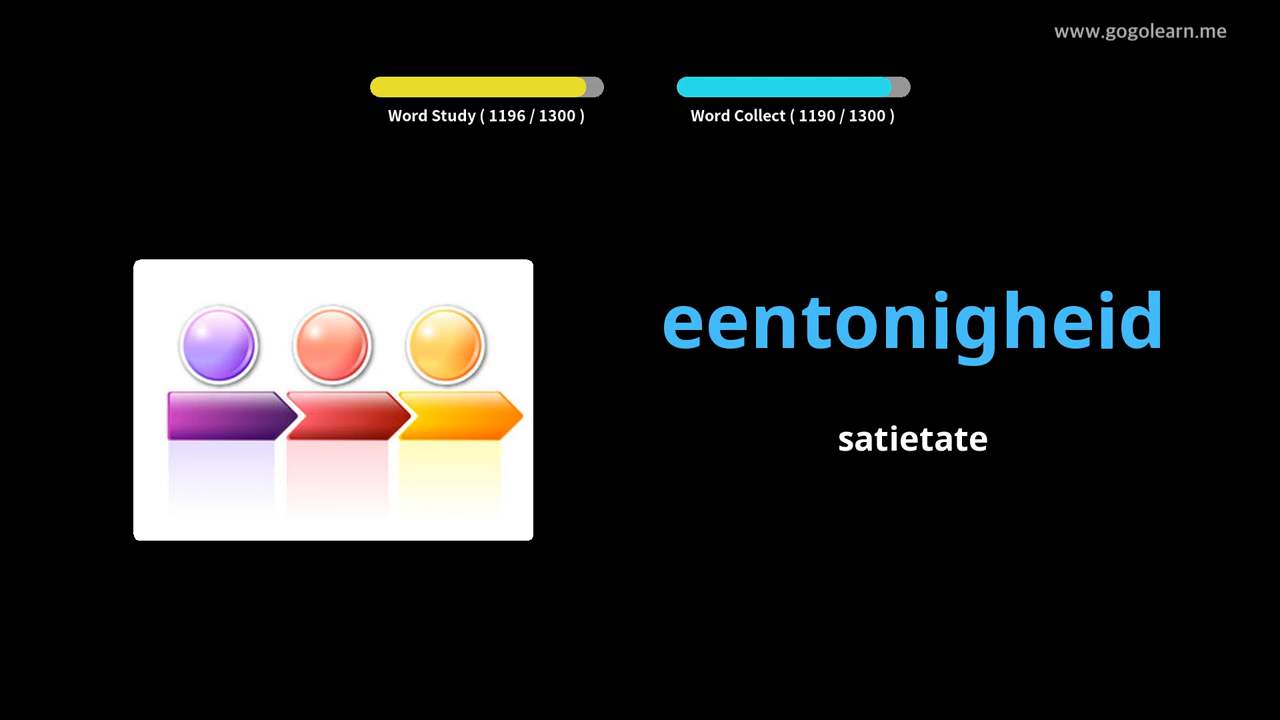 www.gogolearn.me
Word Study ( 1196 / 1300 )
Word Collect ( 1190 / 1300 )
eentonigheid
satietate